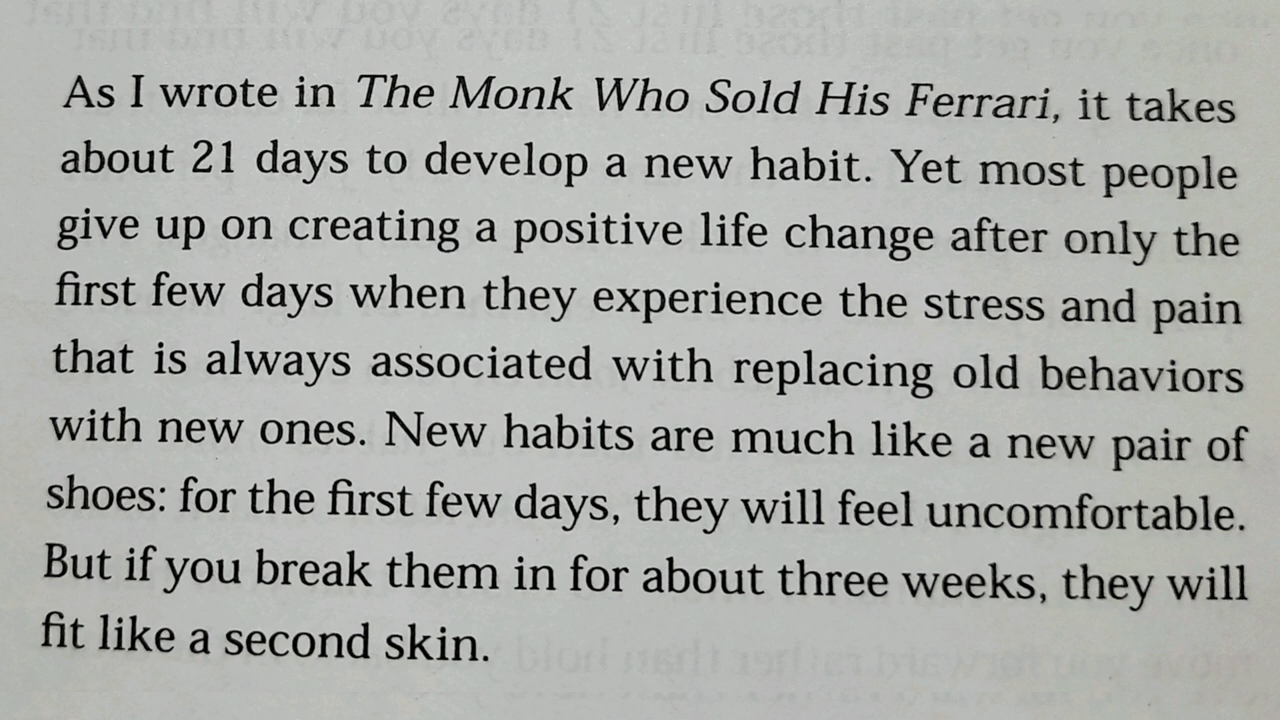 As I wrote in The Monk Who Sold His Ferrari, it takes
about 21 days to develop a new habit. Yet most people
give up on creating a positive life change after only the
first few days when they experience the stress and pain
that is always associated with replacing old behaviors
with new ones. New habits are much like a new pair of
shoes: for the first few days, they will feel uncomfortable.
But if you break them in for about three weeks, they will
fit like a second skin.